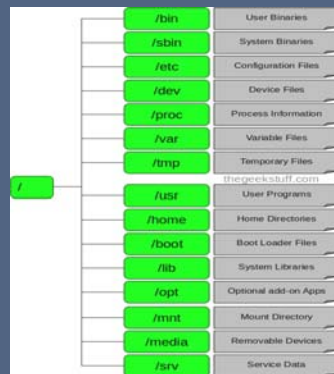 /
/bin User Binaries
/sbin System Binaries
/etc Configuration Files
/dev Device Files
/proc Process Information
/var Variable Files
/tmp Temporary Files
thegeekstuff.com
/usr User Programs
/home Home Directories
/boot Boot Loader Files
/lib System Libraries
/opt Optional add-on Apps
/mnt Mount Directory
/media Removable Devices
/srv Service Data